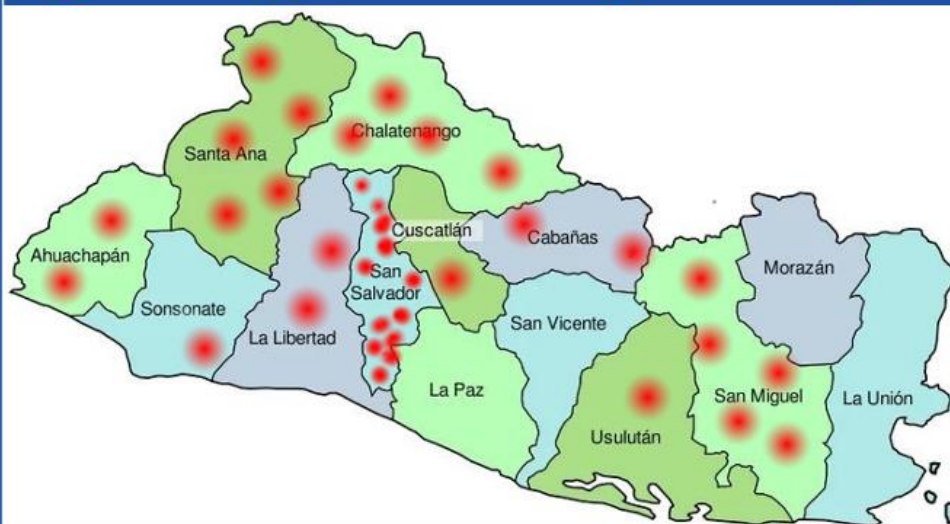 Chalatenango
Santa Ana
Cuscatlán
Cabañas
Ahuachapán
Morazán
San
Salvador
Sonsonate
San Vicente
La Libertad
La Paz
San Miguel
La Unión
Usulután